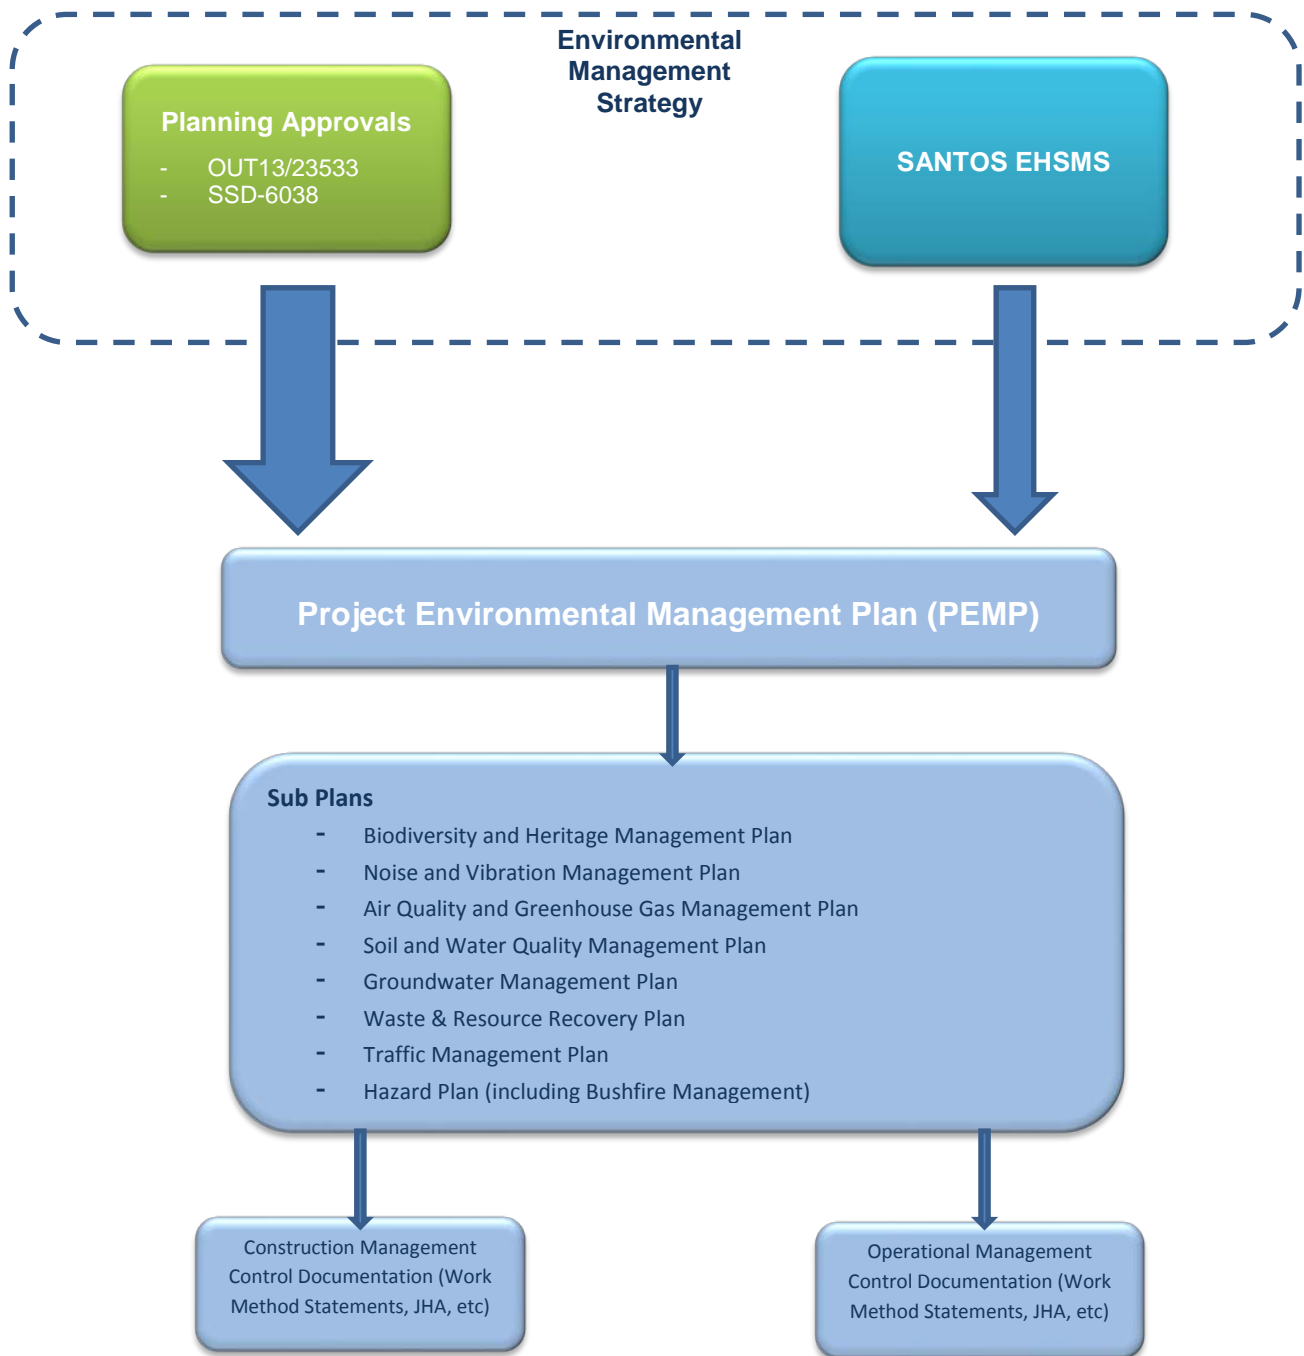 Environmental
Management
Strategy
Planning Approvals
- OUT13/23533
- SSD-6038
SANTOS EHSMS
Project Environmental Management Plan (PEMP)
Sub Plans
- Biodiversity and Heritage Management Plan
- Noise and Vibration Management Plan
- Air Quality and Greenhouse Gas Management Plan
- Soil and Water Quality Management Plan
- Groundwater Management Plan
- Waste & Resource Recovery Plan
- Traffic Management Plan
- Hazard Plan (including Bushfire Management)
Construction Management
Control Documentation (Work
Method Statements, JHA, etc)
Operational Management
Control Documentation (Work
Method Statements, JHA, etc)